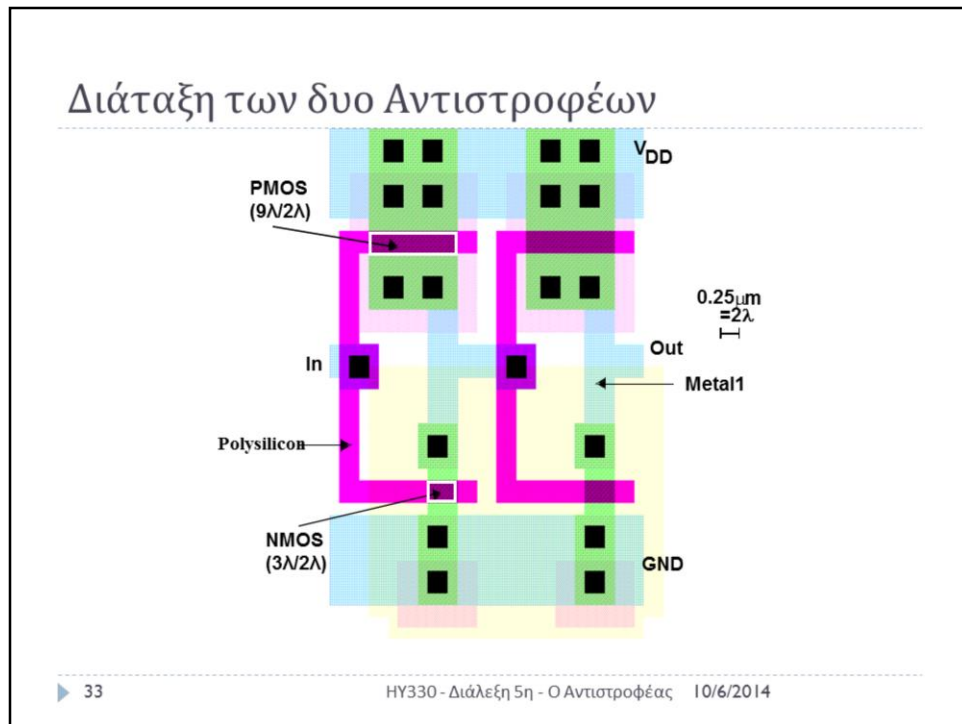 Διάταξη των δυο Αντιστροφέων
VDD
PMOS
(9λ/2λ)
0.25μm
=2λ
In
Out
Metal1
Polysilicon
NMOS
(3λ/2λ)
GND
33 ΗΥ330 - Διάλεξη 5η - Ο Αντιστροφέας 10/6/2014